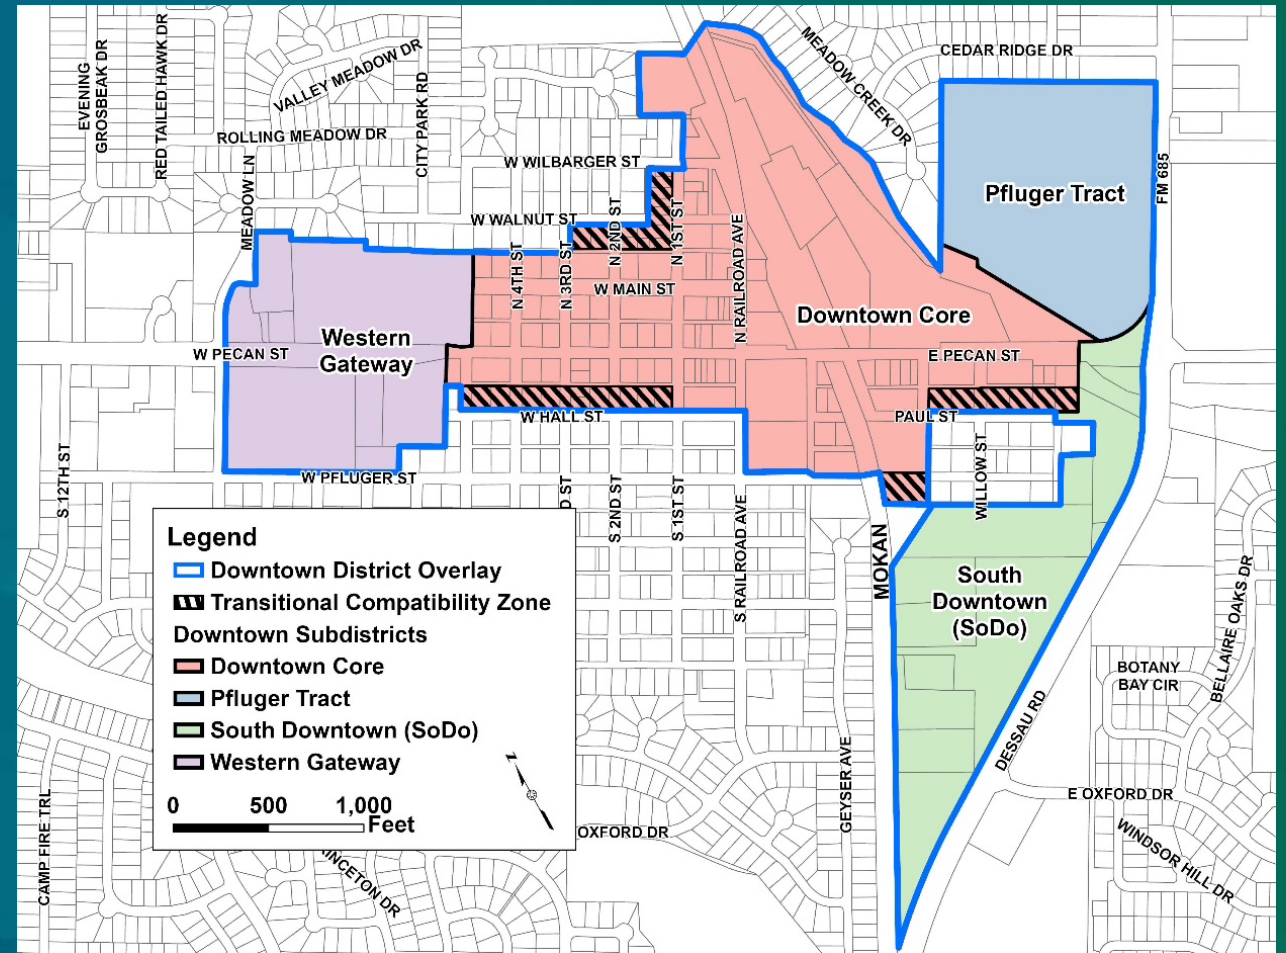 EVENING
GROSBEAK DR
RED TAILED HAWK DR
VALLEY MEADOW DR
CITY PARK RD
ROLLING MEADOW DR
MEADOW LN
W WILBARGER ST
W WALNUT ST
N 4TH ST
N 3RD ST
N 2ND ST
N 1ST ST
W MAIN ST
N RAILROAD AVE
MEADOW CREEK DR
CEDAR RIDGE DR
FM 685
Pfluger Tract
Downtown Core
Western
Gateway
W PECAN ST
E PECAN ST
W HALL ST
PAUL ST
WILLOW ST
W PFLUGER ST
S 12TH ST
D ST
S 2ND ST
S 1ST ST
S RAILROAD AVE
MOKAN
South
Downtown
(SoDo)
BELLAIRE OAKS DR
BOTANY
BAY CIR
DESSAU RD
GEYSER AVE
E OXFORD DR
OXFORD DR
WINDSOR HILL DR
CAMP FIRE TRL
INCETON DR
Legend
Downtown District Overlay
Transitional Compatibility Zone
Downtown Subdistricts
Downtown Core
Pfluger Tract
South Downtown (SoDo)
Western Gateway
N
0 500 1,000
Feet